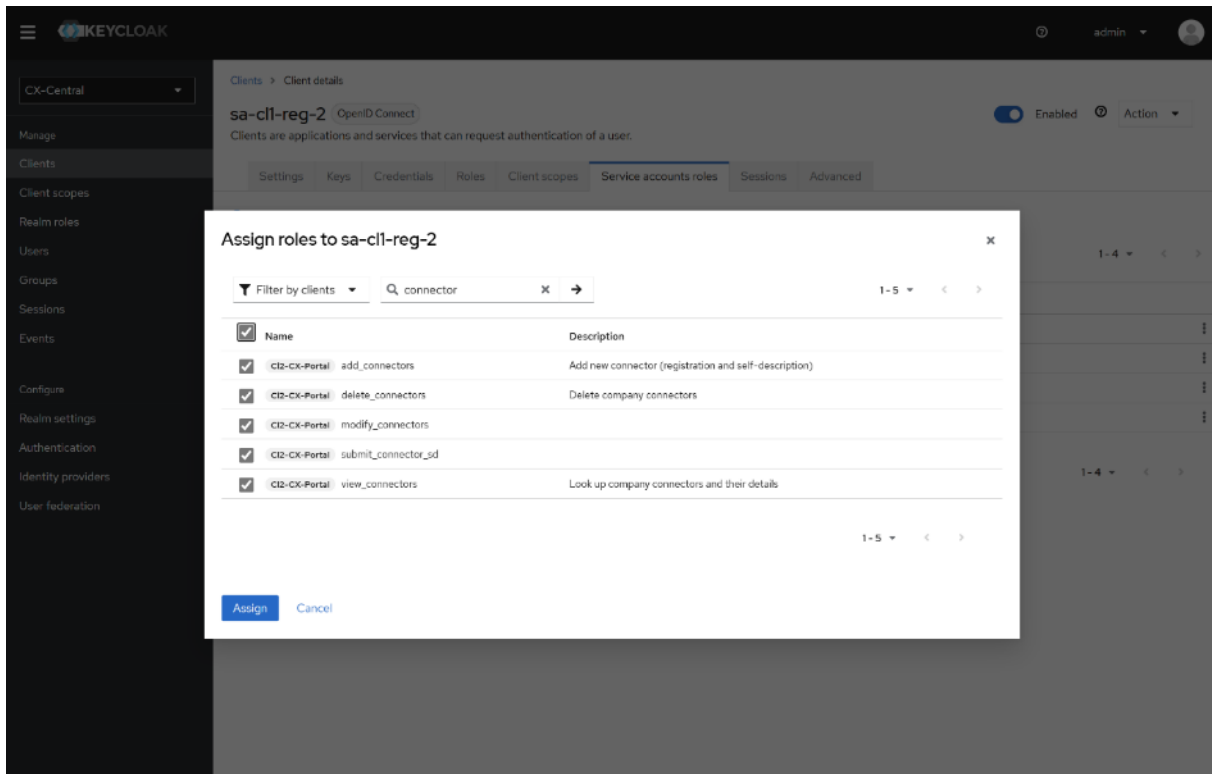 KEYCLOAK
admin
CX-Central
Manage
Clients
Client scopes
Realm roles
Users
Groups
Sessions
Events
Configure
Realm settings
Authentication
Identity providers
User federation
Clients > Client details
sa-cl1-reg-2 OpenID Connect
Enabled Action
Clients are applications and services that can request authentication of a user.
Settings Keys Credentials Roles Client scopes Service accounts roles Sessions Advanced
1-4
Assign roles to sa-cl1-reg-2
Filter by clients connector 1-5
Name Description
Cl2-CX-Portal add_connectors Add new connector (registration and self-description)
Cl2-CX-Portal delete_connectors Delete company connectors
Cl2-CX-Portal modify_connectors
Cl2-CX-Portal submit_connector_sd
Cl2-CX-Portal view_connectors Look up company connectors and their details
1-4
1-5
Assign Cancel